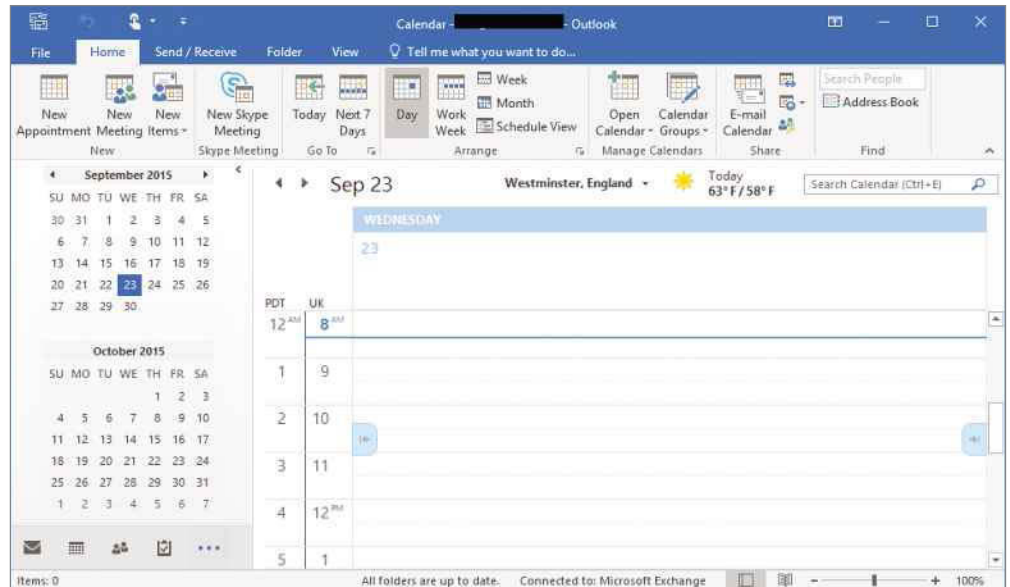 Calendar - - Outlook
File Home Send / Receive Folder View Tell me what you want to do...
New Appointment
New Meeting
New Items
New Skype Meeting
Today
Next 7 Days
Day
Work Week
Week
Month
Schedule View
Open Calendar
Calendar Groups
E-mail Calendar
Search People
Address Book
New Skype Meeting Go To Arrange Manage Calendars Share Find
September 2015
SU MO TU WE TH FR SA
30 31 1 2 3 4 5
6 7 8 9 10 11 12
13 14 15 16 17 18 19
20 21 22 23 24 25 26
27 28 29 30
October 2015
SU MO TU WE TH FR SA
1 2 3
4 5 6 7 8 9 10
11 12 13 14 15 16 17
18 19 20 21 22 23 24
25 26 27 28 29 30 31
1 2 3 4 5 6 7
Sep 23
Westminster, England
Today
63° F / 58° F
Search Calendar (Ctrl+E)
WEDNESDAY
23
PDT UK
12 AM 8 AM
1 9
2 10
3 11
4 12 PM
5 1
Items: 0 All folders are up to date. Connected to: Microsoft Exchange 100%